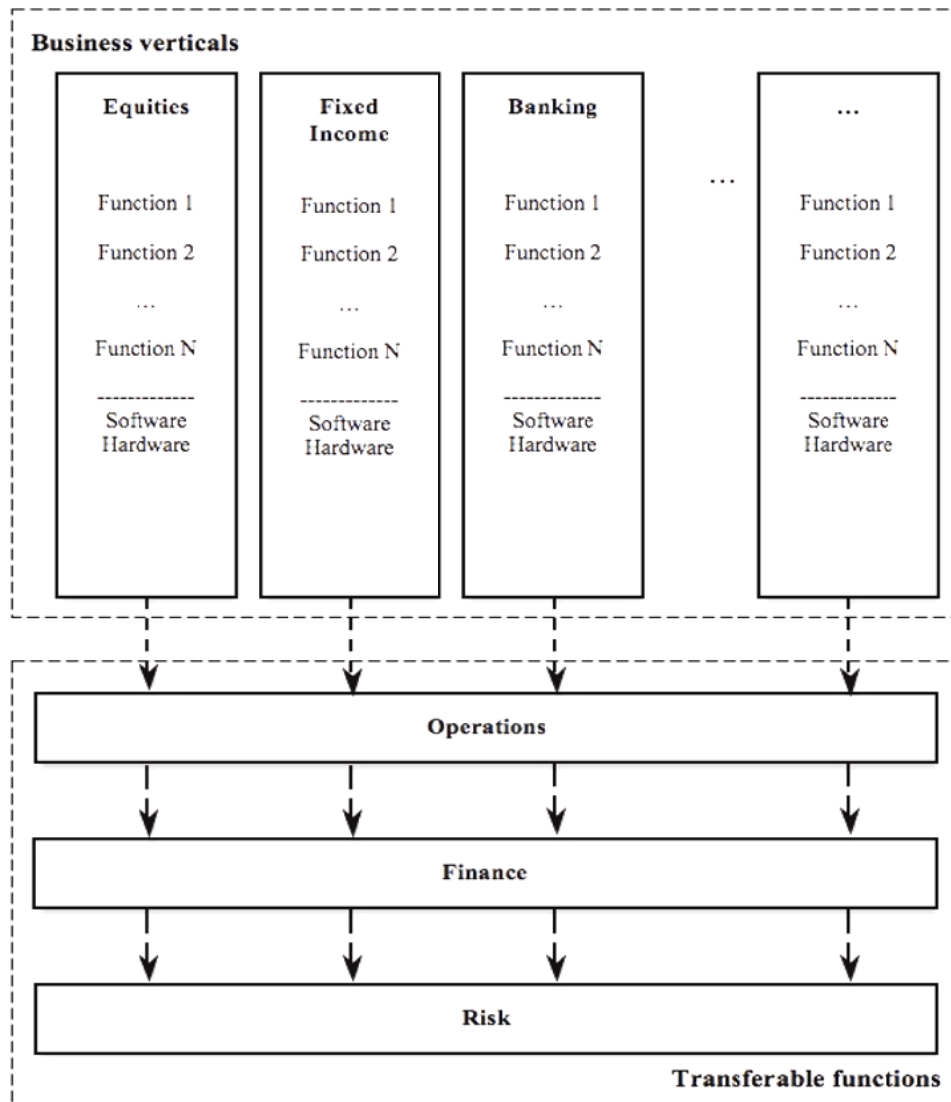 Business verticals
Equities
Function 1
Function 2
...
Function N
-------------
Software
Hardware
Fixed
Income
Function 1
Function 2
...
Function N
-------------
Software
Hardware
Banking
Function 1
Function 2
...
Function N
-------------
Software
Hardware
...
...
Function 1
Function 2
...
Function N
-------------
Software
Hardware
Operations
Finance
Risk
Transferable functions